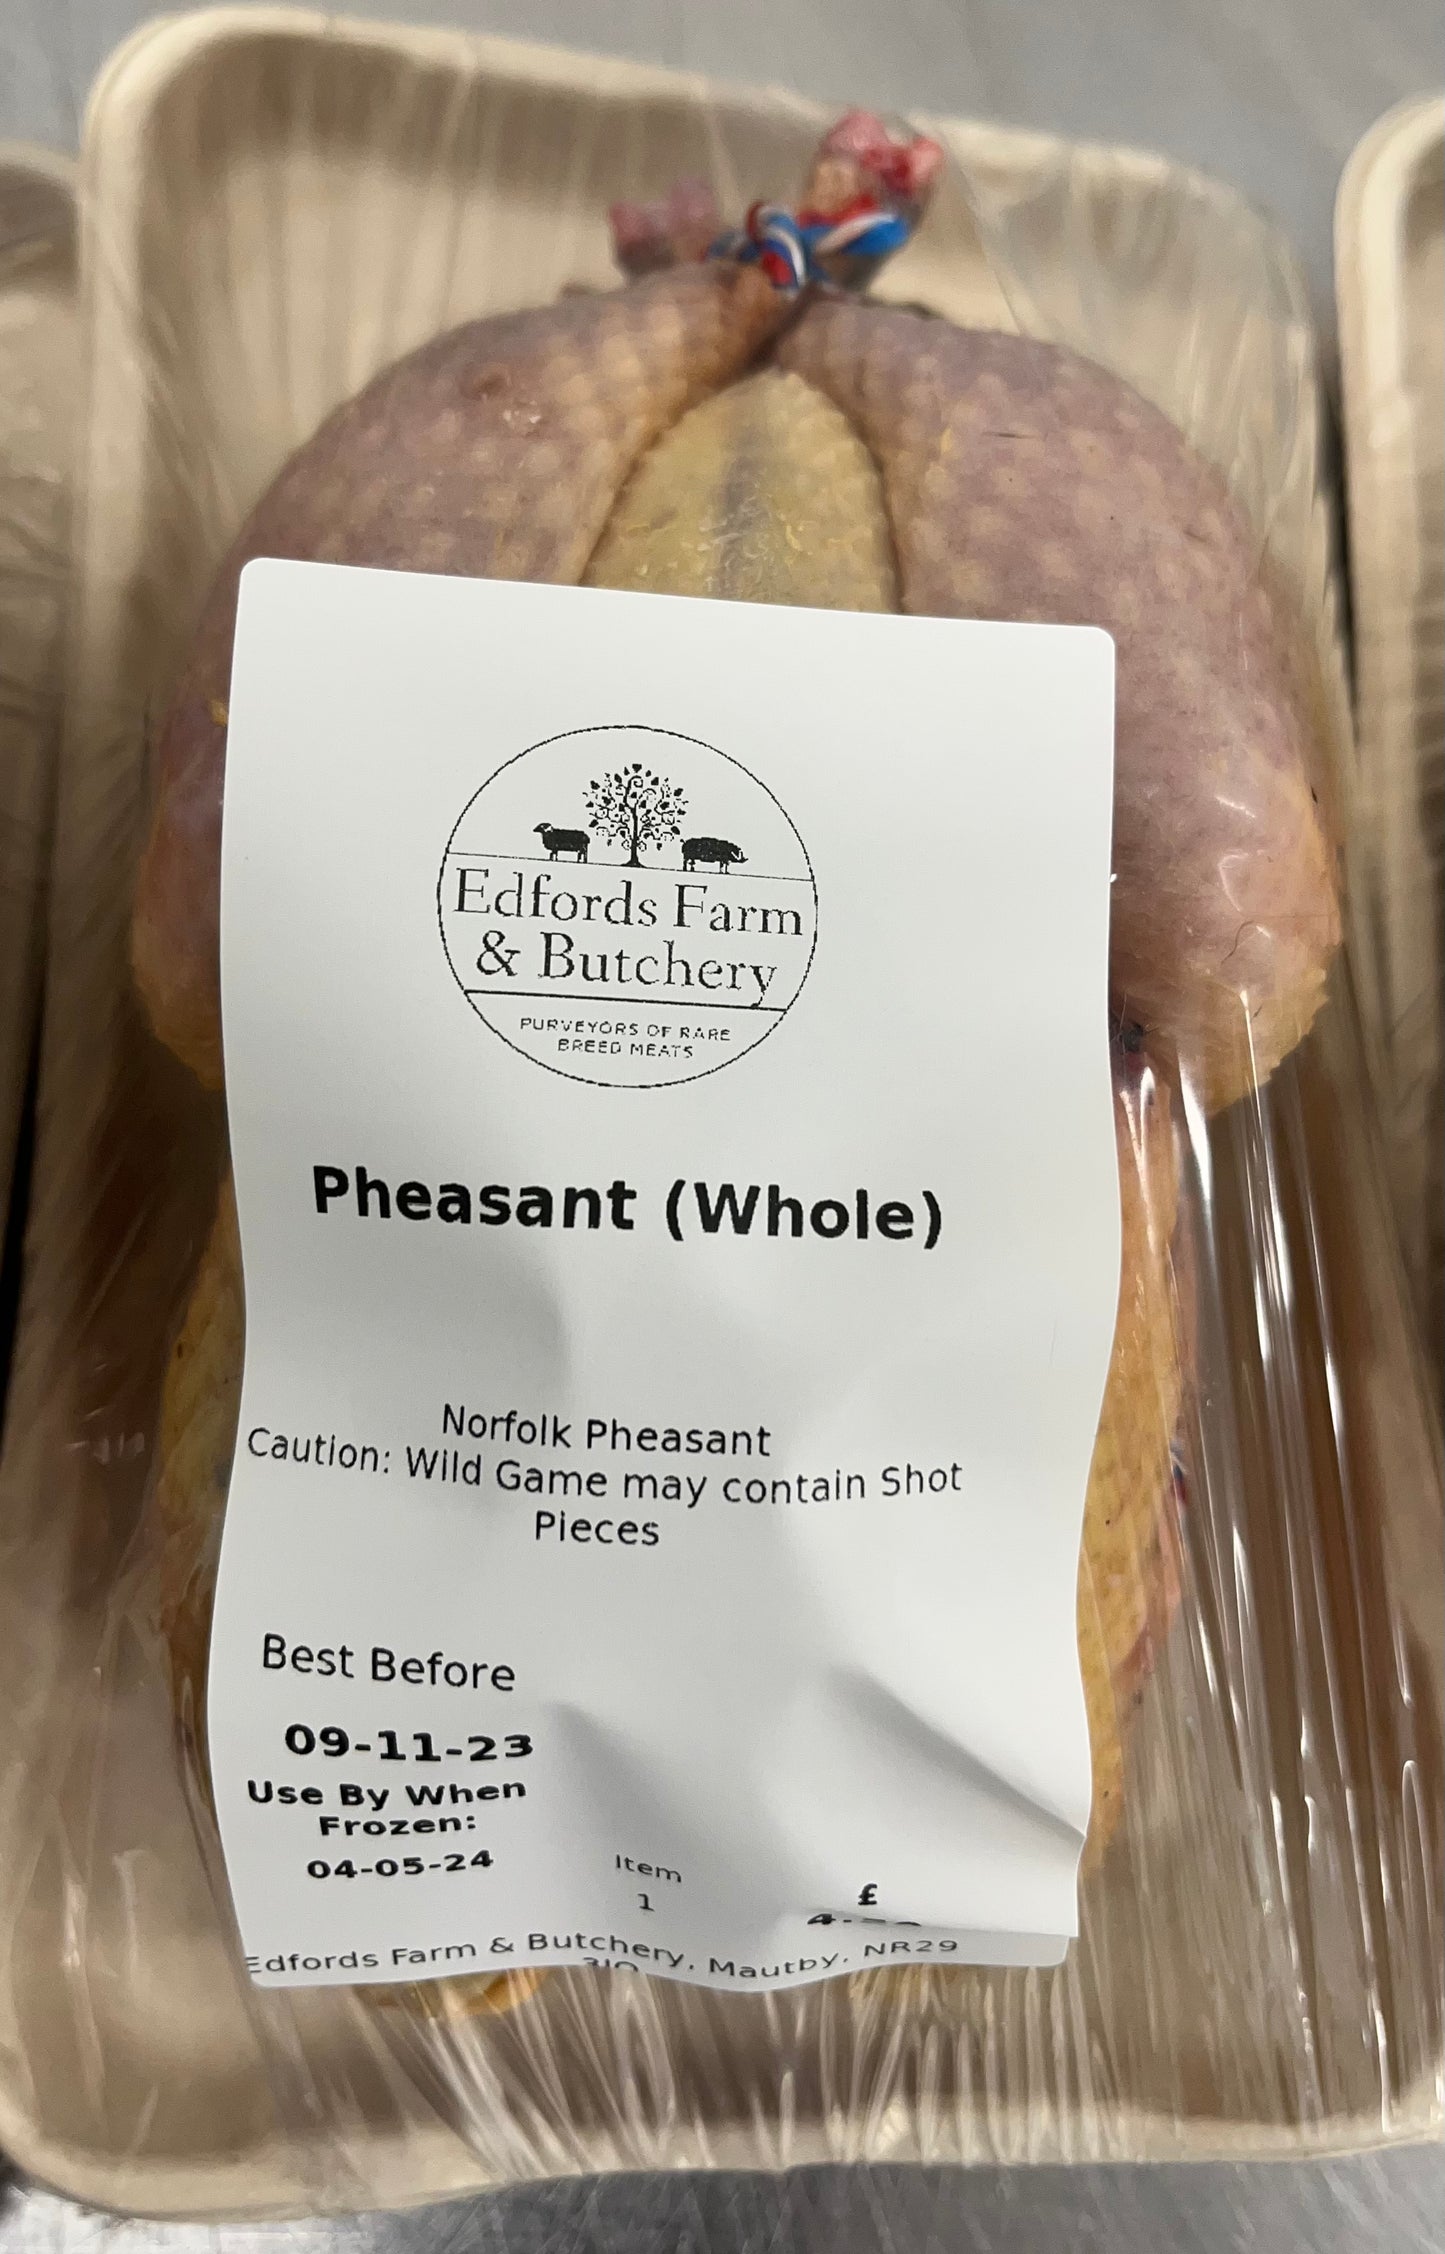 Edfords Farm
& Butchery
PURVEYORS OF RARE
BREED MEATS
Pheasant (Whole)
Norfolk Pheasant
Caution: Wild Game may contain Shot
Pieces
Best Before
09-11-23
Use By When
Frozen:
04-05-24
Item
1
£
Edfords Farm & Butchery, Mautby, NR29